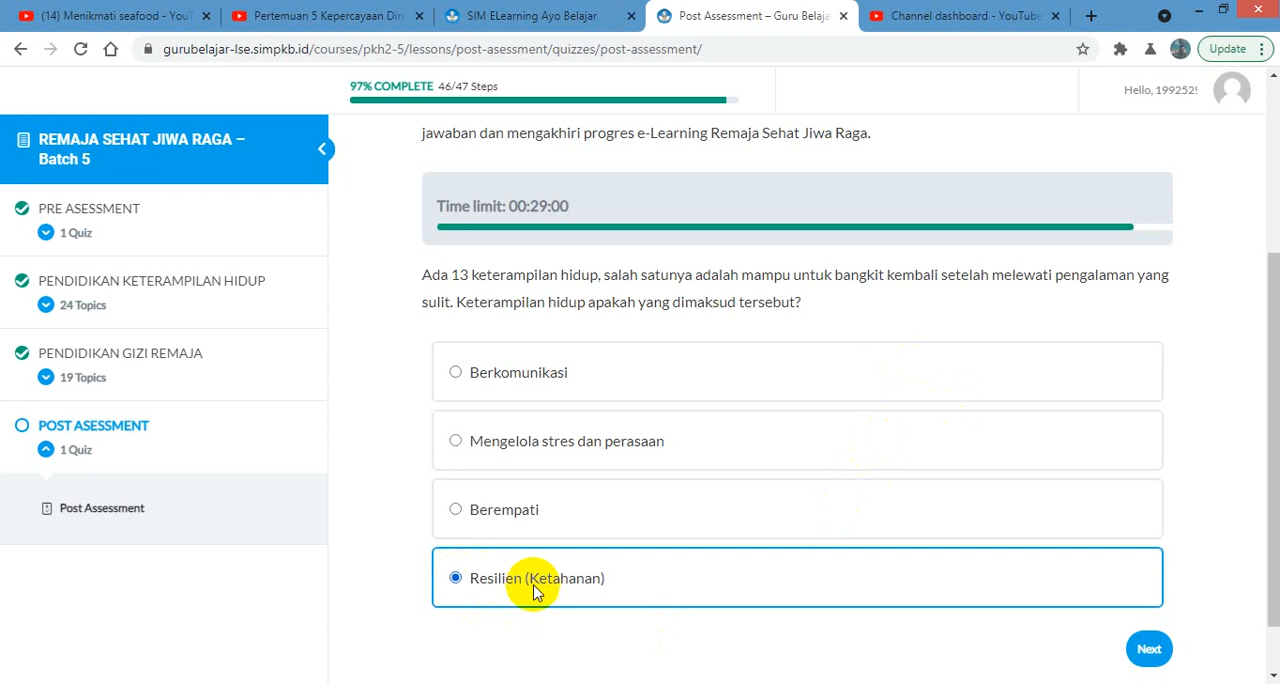 (14) Menikmati seafood - YouT
Pertemuan 5 Kepercayaan Diri
SIM ELearning Ayo Belajar
Post Assessment – Guru Belaja
Channel dashboard - YouTube
gurubelajar-lse.simpkb.id/courses/pkh2-5/lessons/post-asessment/quizzes/post-assessment/
Update
97% COMPLETE 46/47 Steps
Hello, 199252!
REMAJA SEHAT JIWA RAGA –
Batch 5
PRE ASESSMENT
1 Quiz
PENDIDIKAN KETERAMPILAN HIDUP
24 Topics
PENDIDIKAN GIZI REMAJA
19 Topics
POST ASESSMENT
1 Quiz
Post Assessment
jawaban dan mengakhiri progres e-Learning Remaja Sehat Jiwa Raga.
Time limit: 00:29:00
Ada 13 keterampilan hidup, salah satunya adalah mampu untuk bangkit kembali setelah melewati pengalaman yang
sulit. Keterampilan hidup apakah yang dimaksud tersebut?
Berkomunikasi
Mengelola stres dan perasaan
Berempati
Resilien (Ketahanan)
Next